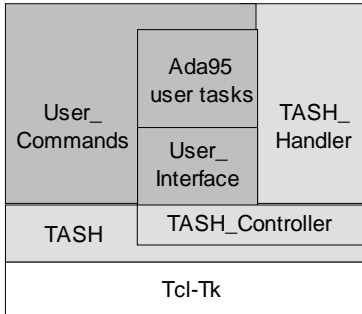 Ada95
user tasks
User_
Commands
TASH_
Handler
User_
Interface
TASH
TASH_Controller
Tcl-Tk